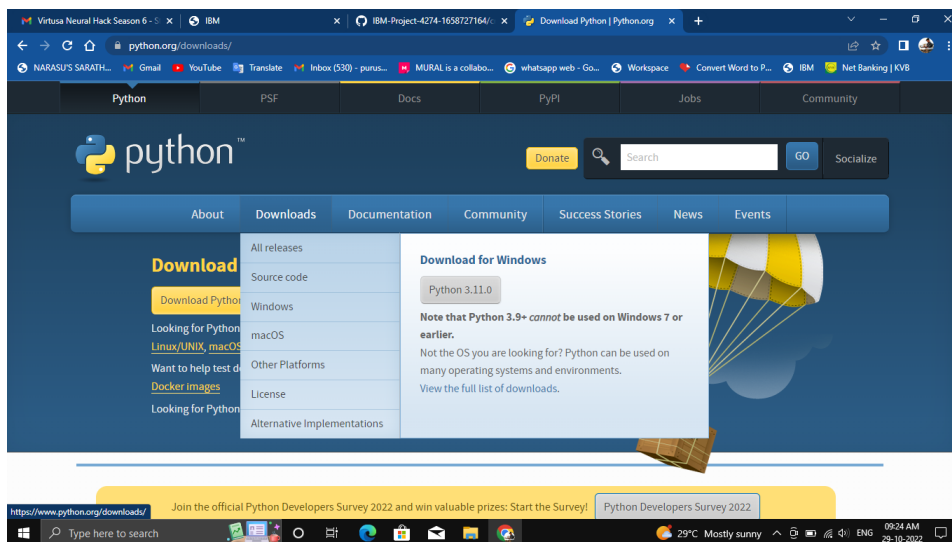 Virtusa Neural Hack Season 6 - S
IBM
IBM-Project-4274-1658727164/c
Download Python | Python.org
python.org/downloads/
NARASU'S SARATH...
Gmail
YouTube
Translate
Inbox (530) - purus...
MURAL is a collabo...
whatsapp web - Go...
Workspace
Convert Word to P...
IBM
Net Banking | KVB
Python
PSF
Docs
PyPI
Jobs
Community
python™
Donate
Search
GO
Socialize
About
Downloads
Documentation
Community
Success Stories
News
Events
Download
Download Pytho
Looking for Python
Linux/UNIX, macOS
Want to help test d
Docker images
Looking for Python
All releases
Source code
Windows
macOS
Other Platforms
License
Alternative Implementations
Download for Windows
Python 3.11.0
Note that Python 3.9+ cannot be used on Windows 7 or
earlier.
Not the OS you are looking for? Python can be used on
many operating systems and environments.
View the full list of downloads.
Join the official Python Developers Survey 2022 and win valuable prizes: Start the Survey!
Python Developers Survey 2022
https://www.python.org/downloads/
Type here to search
29°C Mostly sunny
ENG
09:24 AM
29-10-2022